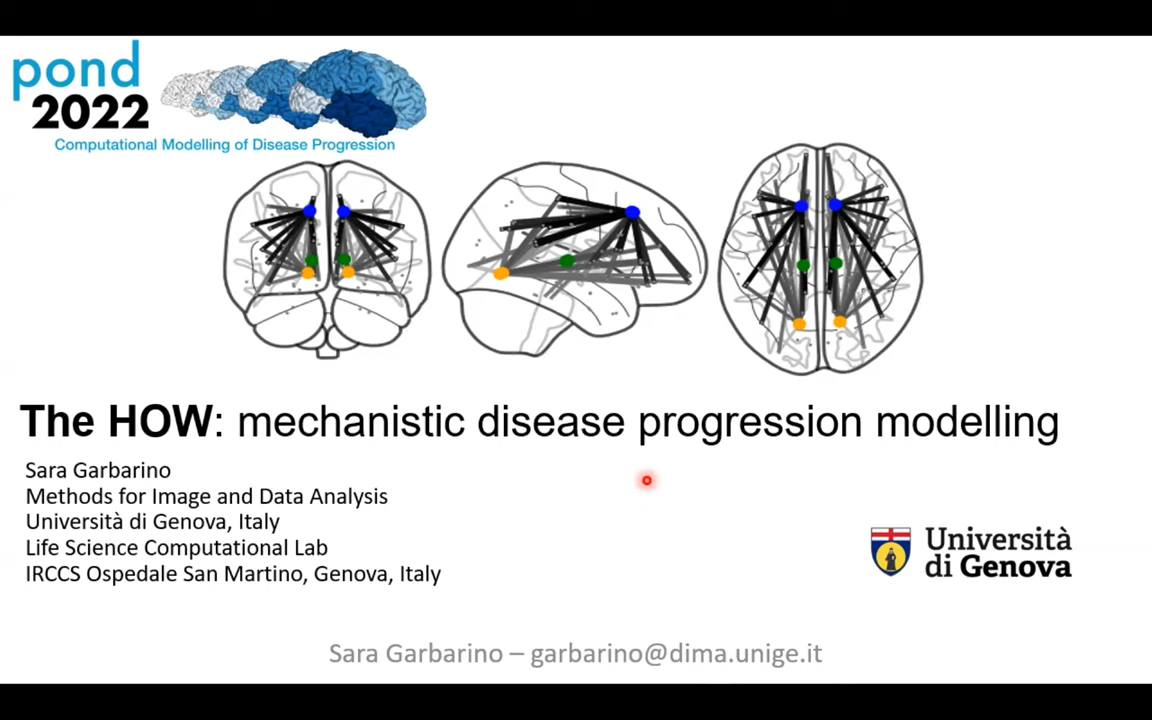 pond
2022
Computational Modelling of Disease Progression
The HOW: mechanistic disease progression modelling
Sara Garbarino
Methods for Image and Data Analysis
Università di Genova, Italy
Life Science Computational Lab
IRCCS Ospedale San Martino, Genova, Italy
Università
di Genova
Sara Garbarino – garbarino@dima.unige.it